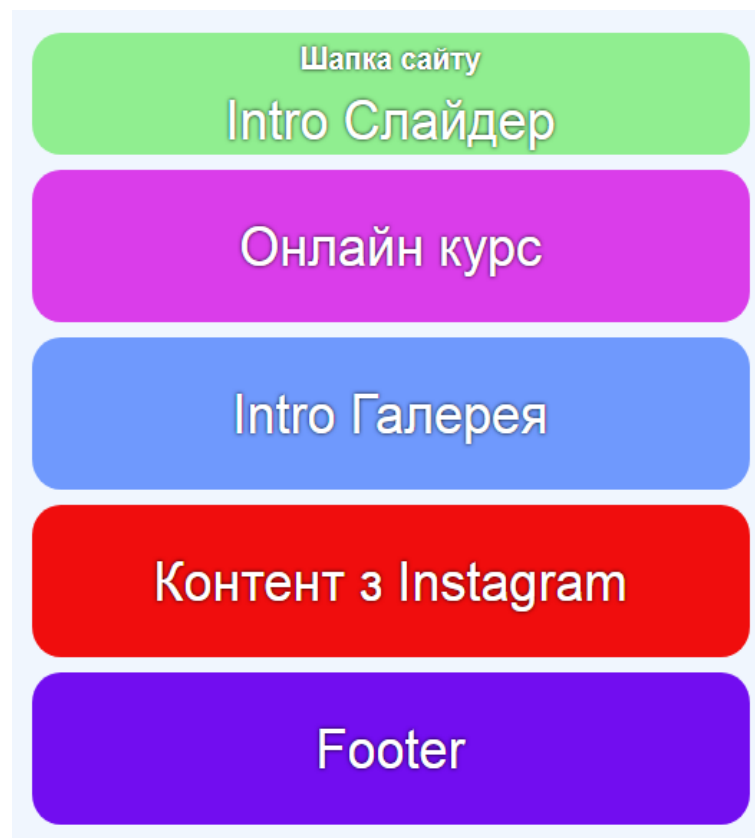 Шапка сайту
Intro Слайдер
Онлайн курс
Intro Галерея
Контент з Instagram
Footer